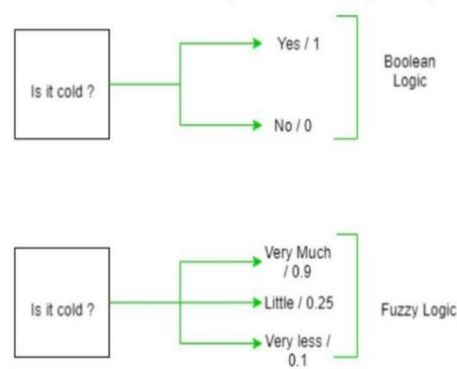 Is it cold ?
Yes / 1
No / 0
Boolean
Logic
Is it cold ?
Very Much
/ 0.9
Little / 0.25
Very less /
0.1
Fuzzy Logic